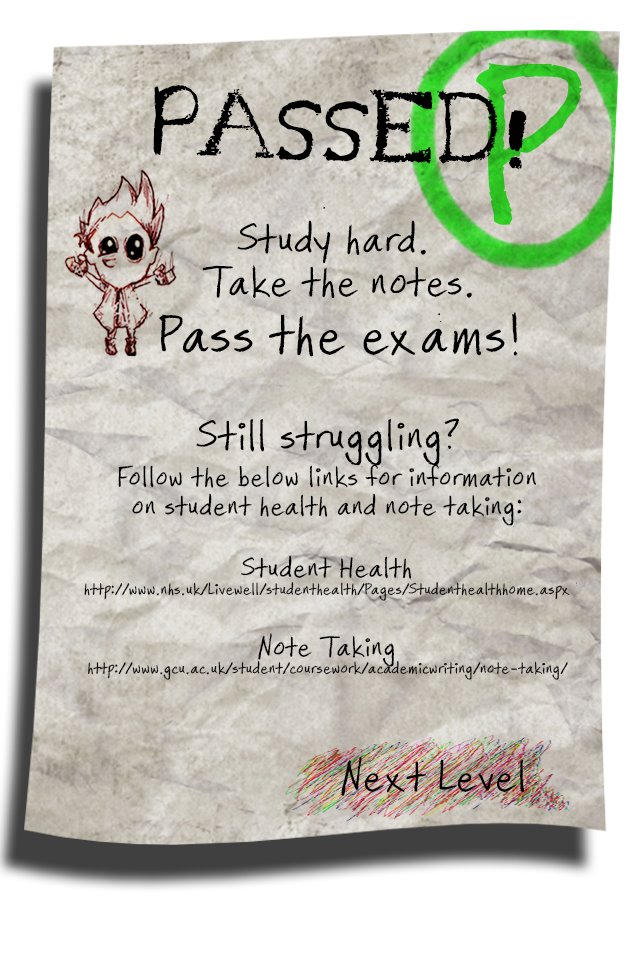 PASSED!
P
Study hard.
Take the notes.
Pass the exams!
Still struggling?
Follow the below links for information
on student health and note taking:
Student Health
http://www.nhs.uk/Livewell/studenthealth/Pages/Studenthealthhome.aspx
Note Taking
http://www.gcu.ac.uk/student/coursework/academicwriting/note-taking/
Next Level